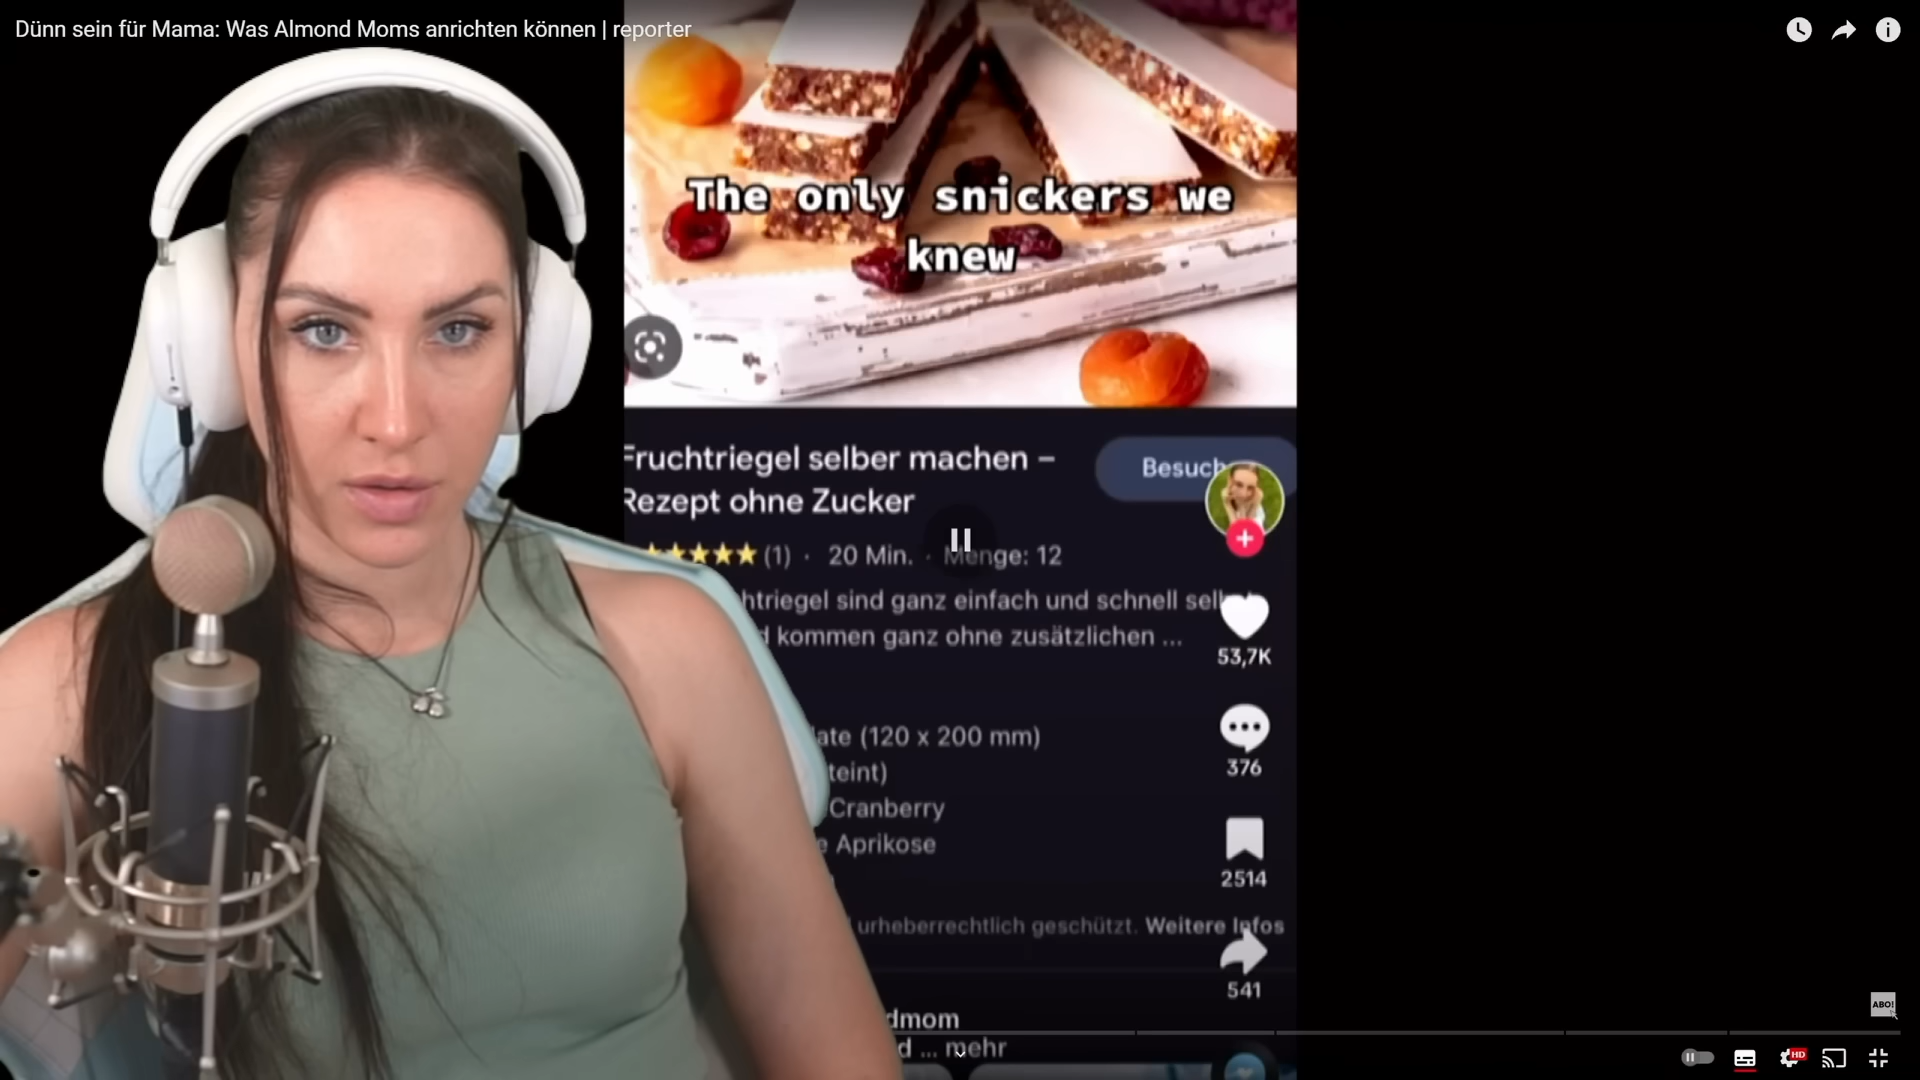 Dünn sein für Mama: Was Almond Moms anrichten können | reporter
The only snickers we
knew
Fruchtriegel selber machen –
Rezept ohne Zucker
Besuch
(1) · 20 Min. · Menge: 12
htriegel sind ganz einfach und schnell sel
d kommen ganz ohne zusätzlichen ...
53,7K
ate (120 x 200 mm)
376
teint)
Cranberry
e Aprikose
2514
urheberrechtlich geschützt. Weitere Infos
541
ABO!
dmom
d ... mehr
HD